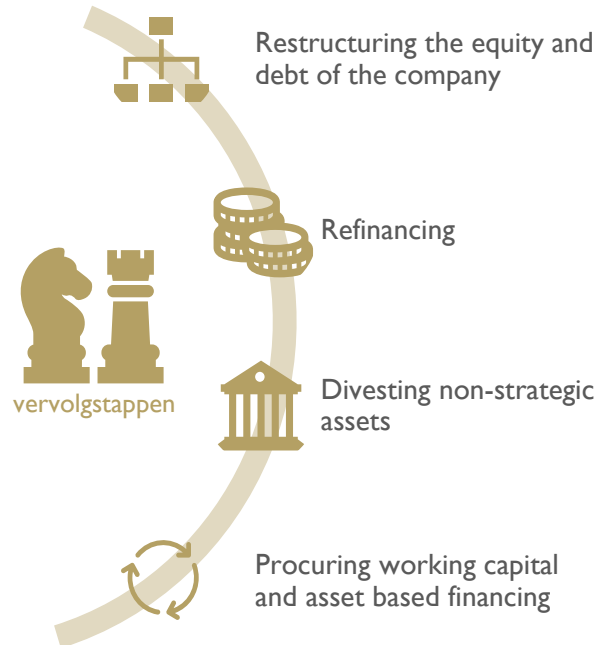 Restructuring the equity and
debt of the company
Refinancing
vervolgstappen
Divesting non-strategic
assets
Procuring working capital
and asset based financing